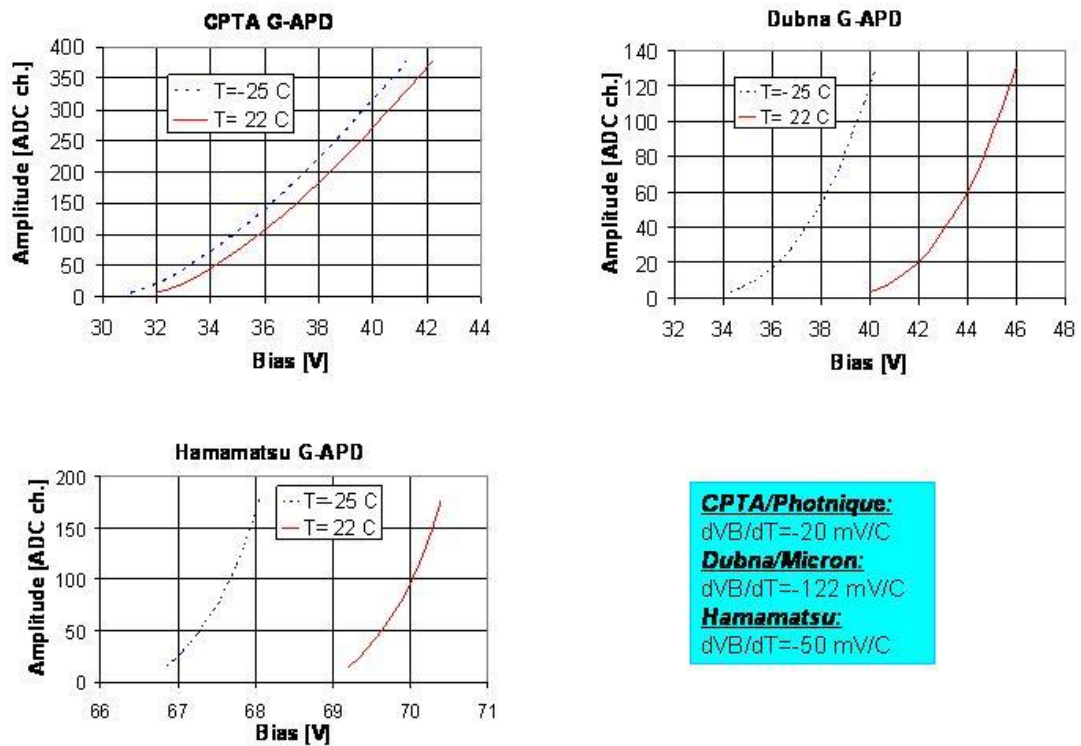 CPTA G-APD
Amplitude [ADC ch.]
400
350
300
250
200
150
100
50
0
T=-25 C
T= 22 C
30 32 34 36 38 40 42 44
Bias [V]
Dubna G-APD
Amplitude [ADC ch.]
140
120
100
80
60
40
20
0
T=-25 C
T= 22 C
32 34 36 38 40 42 44 46 48
Bias [V]
Hamamatsu G-APD
Amplitude [ADC ch.]
200
150
100
50
0
T=-25 C
T= 22 C
66 67 68 69 70 71
Bias [V]
CPTA/Photnique:
dVB/dT=-20 mV/C
Dubna/Micron:
dVB/dT=-122 mV/C
Hamamatsu:
dVB/dT=-50 mV/C